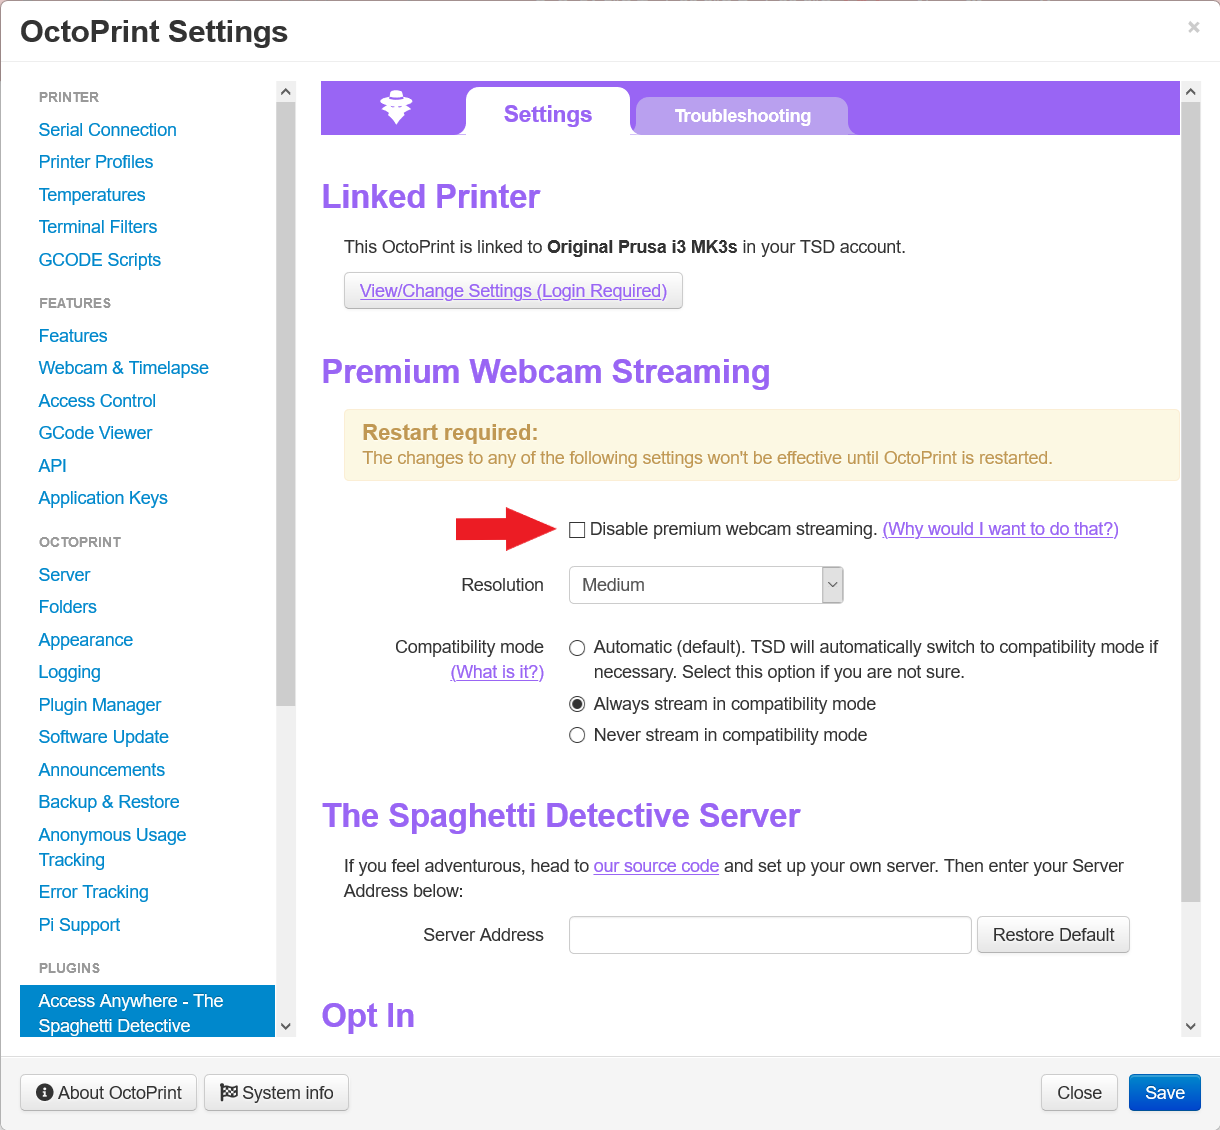 OctoPrint Settings
×
PRINTER
Serial Connection
Printer Profiles
Temperatures
Terminal Filters
GCODE Scripts
FEATURES
Features
Webcam & Timelapse
Access Control
GCode Viewer
API
Application Keys
OCTOPRINT
Server
Folders
Appearance
Logging
Plugin Manager
Software Update
Announcements
Backup & Restore
Anonymous Usage
Tracking
Error Tracking
Pi Support
PLUGINS
Access Anywhere - The
Spaghetti Detective
Settings
Troubleshooting
Linked Printer
This OctoPrint is linked to Original Prusa i3 MK3s in your TSD account.
View/Change Settings (Login Required)
Premium Webcam Streaming
Restart required:
The changes to any of the following settings won't be effective until OctoPrint is restarted.
Disable premium webcam streaming. (Why would I want to do that?)
Resolution
Medium
Compatibility mode
(What is it?)
Automatic (default). TSD will automatically switch to compatibility mode if
necessary. Select this option if you are not sure.
Always stream in compatibility mode
Never stream in compatibility mode
The Spaghetti Detective Server
If you feel adventurous, head to our source code and set up your own server. Then enter your Server
Address below:
Server Address
Restore Default
Opt In
About OctoPrint
System info
Close
Save